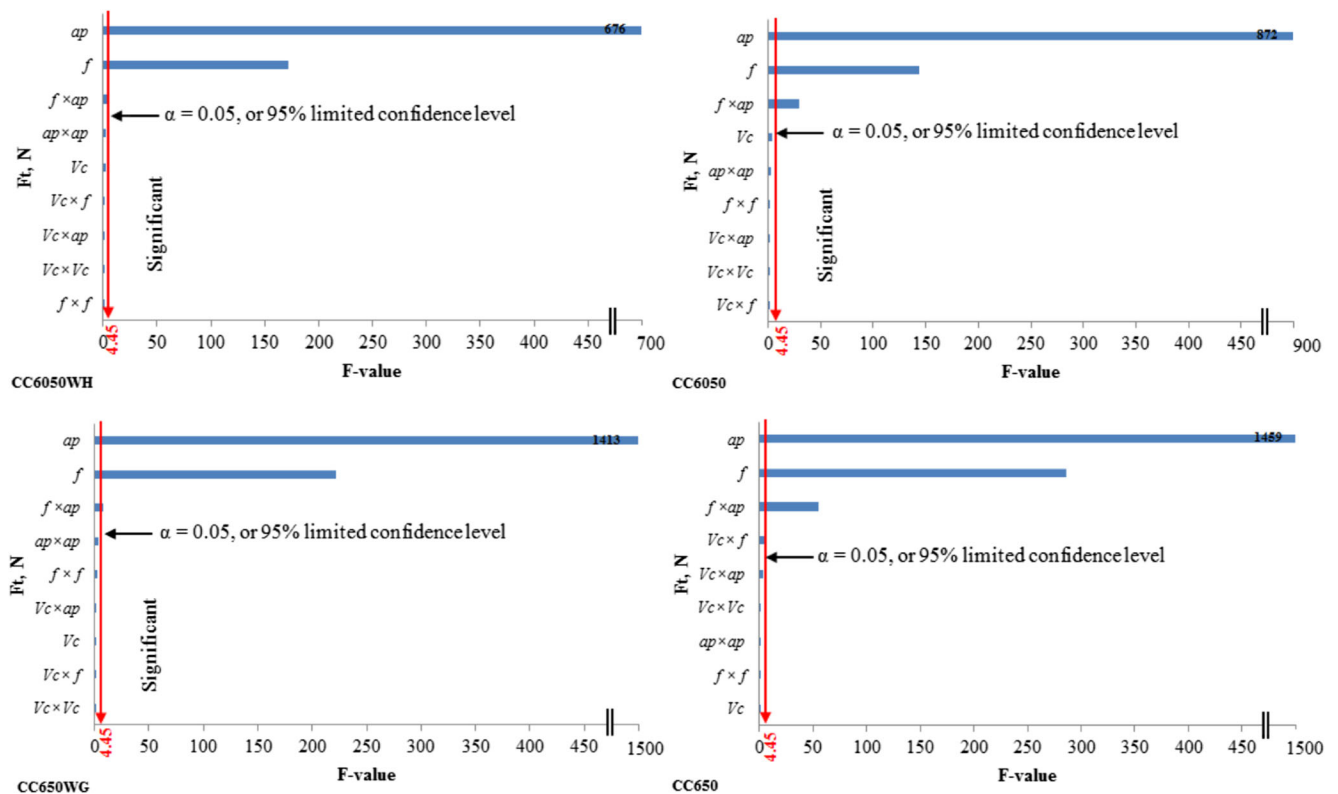 ap
676
f
f × ap
α = 0.05, or 95% limited confidence level
ap × ap
Vc
Vc × f
Vc × ap
Vc × Vc
f × f
Ft, N
Significant
0 50 100 150 200 250 300 350 400 450 700
4.45
F-value
CC6050WH
ap
872
f
f × ap
Vc
α = 0.05, or 95% limited confidence level
ap × ap
f × f
Vc × ap
Vc × Vc
Vc × f
Ft, N
Significant
0 50 100 150 200 250 300 350 400 450 900
4.45
F-value
CC6050
ap
1413
f
f × ap
α = 0.05, or 95% limited confidence level
ap × ap
f × f
Vc × ap
Vc
Vc × f
Vc × Vc
Ft, N
Significant
0 50 100 150 200 250 300 350 400 450 1500
4.45
F-value
CC650WG
ap
1459
f
f × ap
Vc × f
α = 0.05, or 95% limited confidence level
Vc × ap
Vc × Vc
ap × ap
f × f
Vc
Ft, N
0 50 100 150 200 250 300 350 400 450 1500
4.45
F-value
CC650